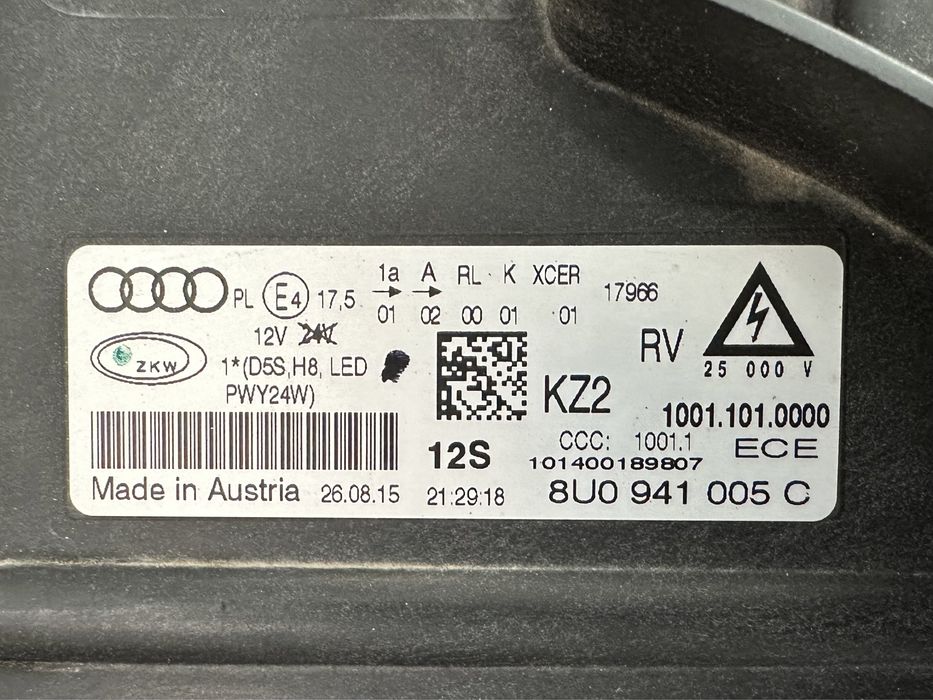 PL E4 17,5 1a A RL K XCER 17966
01 02 00 01 01
12V 24V
ZKW
1*(D5S,H8, LED
PWY24W)
RV
25 000 V
KZ2
1001.101.0000
12S
CCC: 1001.1
ECE
101400189807
Made in Austria 26.08.15 21:29:18 8U0 941 005 C